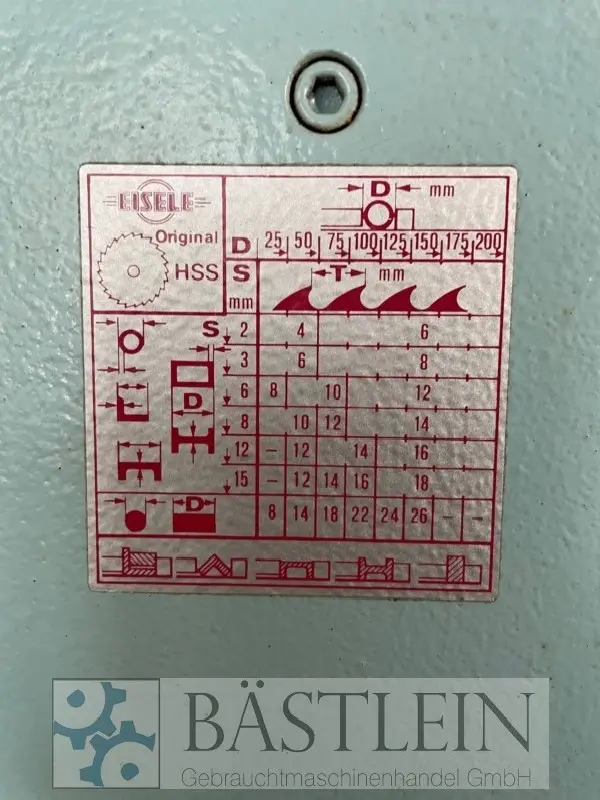 EISELE
Original
HSS
D mm
D 25 50 75 100 125 150 175 200
S mm
T mm
S 2 4 6
3 6 8
6 8 10 12
D
8 10 12 14
12 – 12 14 16
15 – 12 14 16 18
D
8 14 18 22 24 26 – –
BÄSTLEIN
Gebrauchtmaschinenhandel GmbH